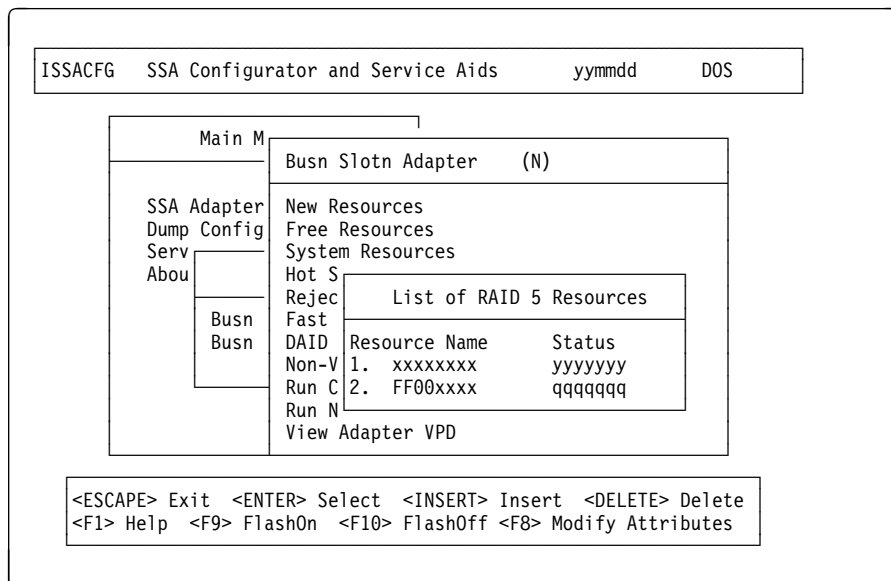 ISSACFG SSA Configurator and Service Aids yymmdd DOS
Main M
Busn Slotn Adapter (N)
SSA Adapter New Resources
Dump Config Free Resources
Serv System Resources
Abou Hot S
Rejec List of RAID 5 Resources
Busn Fast
Busn DAID Resource Name Status
Non-V 1. xxxxxxxx yyyyyyy
Run C 2. FF00xxxx qqqqqqq
Run N
View Adapter VPD
<ESCAPE> Exit <ENTER> Select <INSERT> Insert <DELETE> Delete
<F1> Help <F9> FlashOn <F10> FlashOff <F8> Modify Attributes